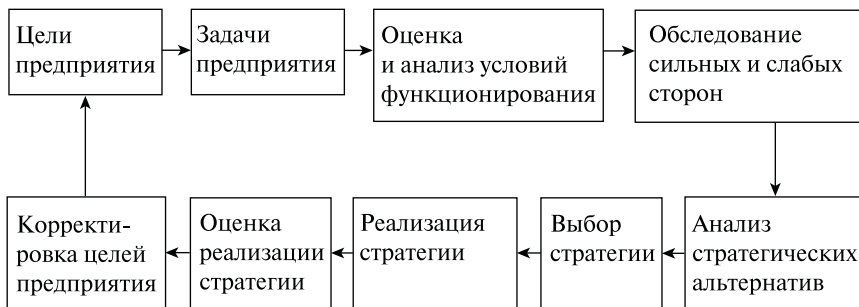 Цели
предприятия
Задачи
предприятия
Оценка
и анализ условий
функционирования
Обследование
сильных и слабых
сторон
Корректи-
ровка целей
предприятия
Оценка
реализации
стратегии
Реализация
стратегии
Выбор
стратегии
Анализ
стратегических
альтернатив